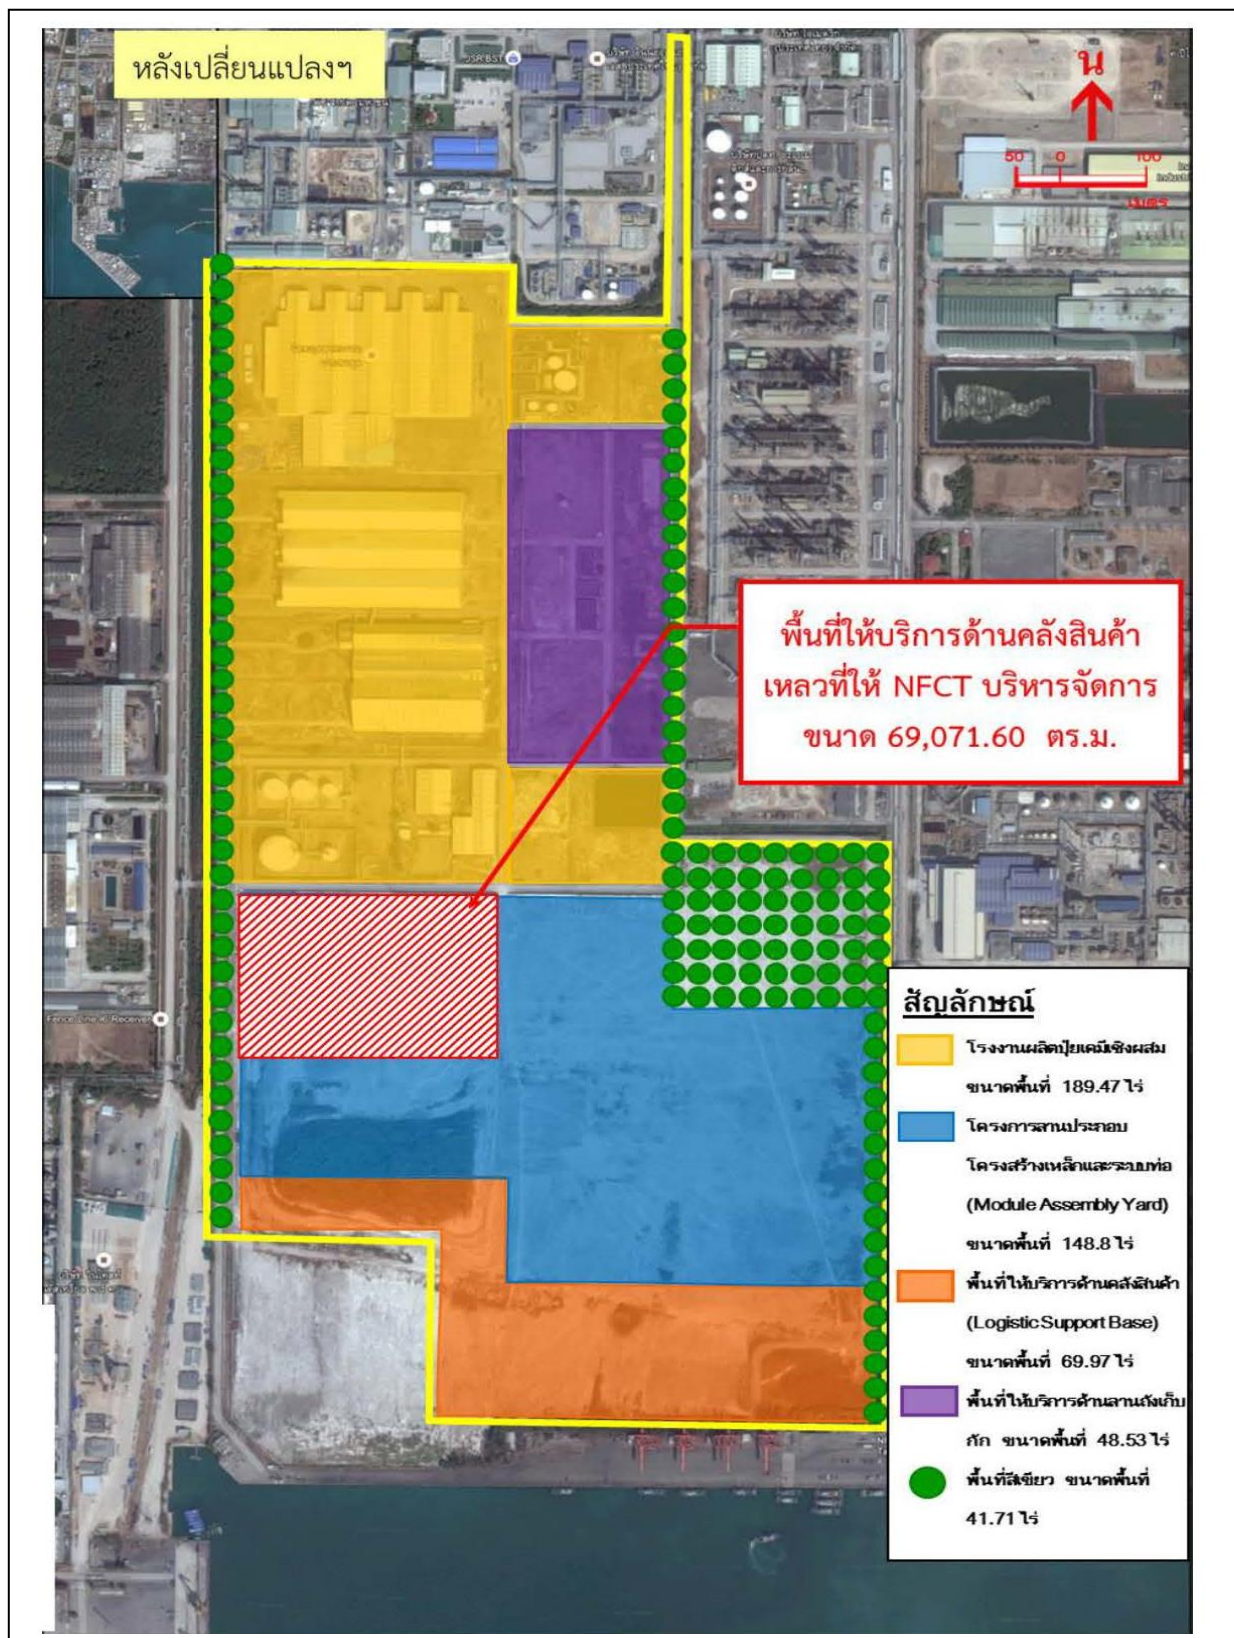 หลังเปลี่ยนแปลงฯ
JSR BST
น
50 0 100
เมตร
พื้นที่ให้บริการด้านคลังสินค้า
เหลวที่ให้ NFCT บริหารจัดการ
ขนาด 69,071.60 ตร.ม.
Fence Line IC Receiver
สัญลักษณ์
โรงงานผลิตปุ๋ยเคมีเชิงผสม
ขนาดพื้นที่ 189.47 ไร่
โครงการลานประกอบ
โครงสร้างเหล็กและระบบท่อ
(Module Assembly Yard)
ขนาดพื้นที่ 148.8 ไร่
พื้นที่ให้บริการด้านคลังสินค้า
(Logistic Support Base)
ขนาดพื้นที่ 69.97 ไร่
พื้นที่ให้บริการด้านลานถังเก็บ
กัก ขนาดพื้นที่ 48.53 ไร่
พื้นที่สีเขียว ขนาดพื้นที่
41.71 ไร่